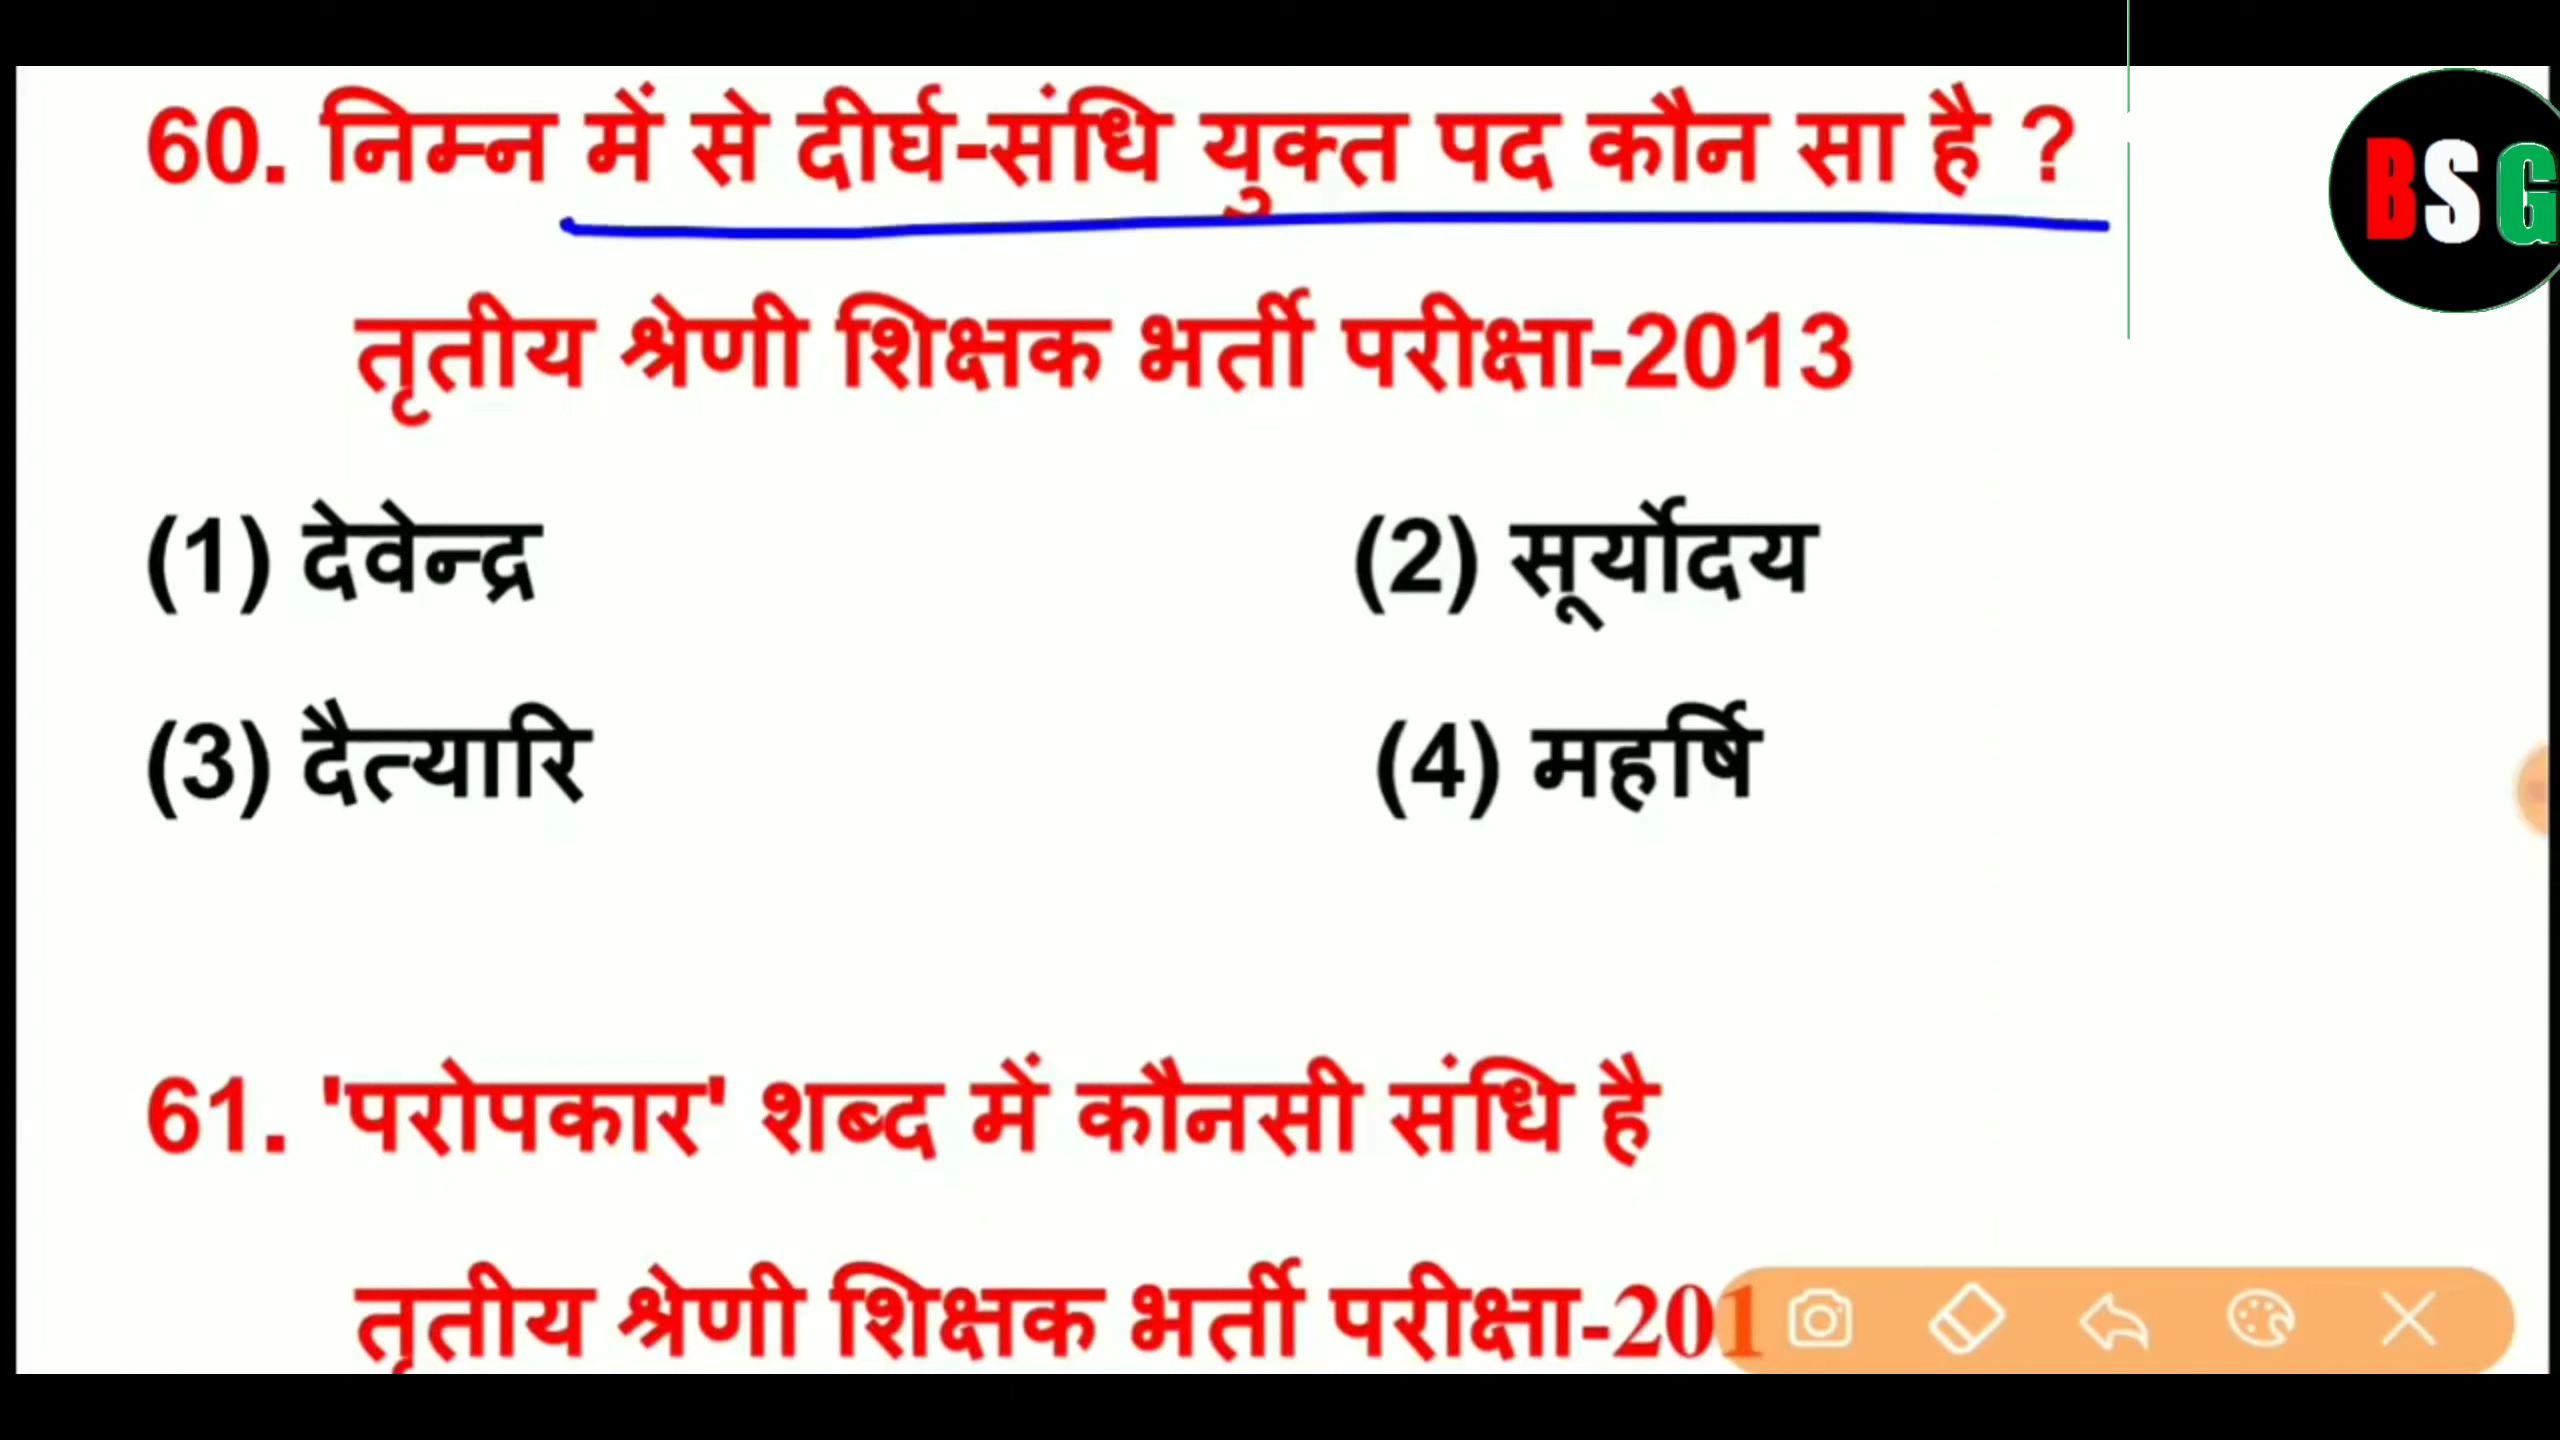 60. निम्न में से दीर्घ-संधि युक्त पद कौन सा है ?
BSG
तृतीय श्रेणी शिक्षक भर्ती परीक्षा-2013
(1) देवेन्द्र (2) सूर्योदय
(3) दैत्यारि (4) महर्षि
61. 'परोपकार' शब्द में कौनसी संधि है
तृतीय श्रेणी शिक्षक भर्ती परीक्षा-201